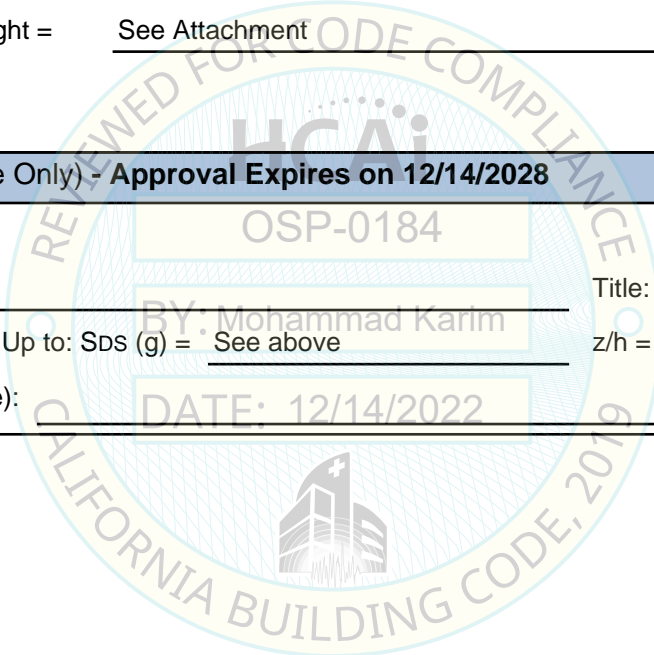 ght = See Attachment
REVIEWED FOR CODE COMPLIANCE
HCAi
e Only) - Approval Expires on 12/14/2028
OSP-0184
Title:
BY: Mohammad Karim
Up to: SDS (g) = See above z/h =
e):
DATE: 12/14/2022
CALIFORNIA BUILDING CODE, 2019